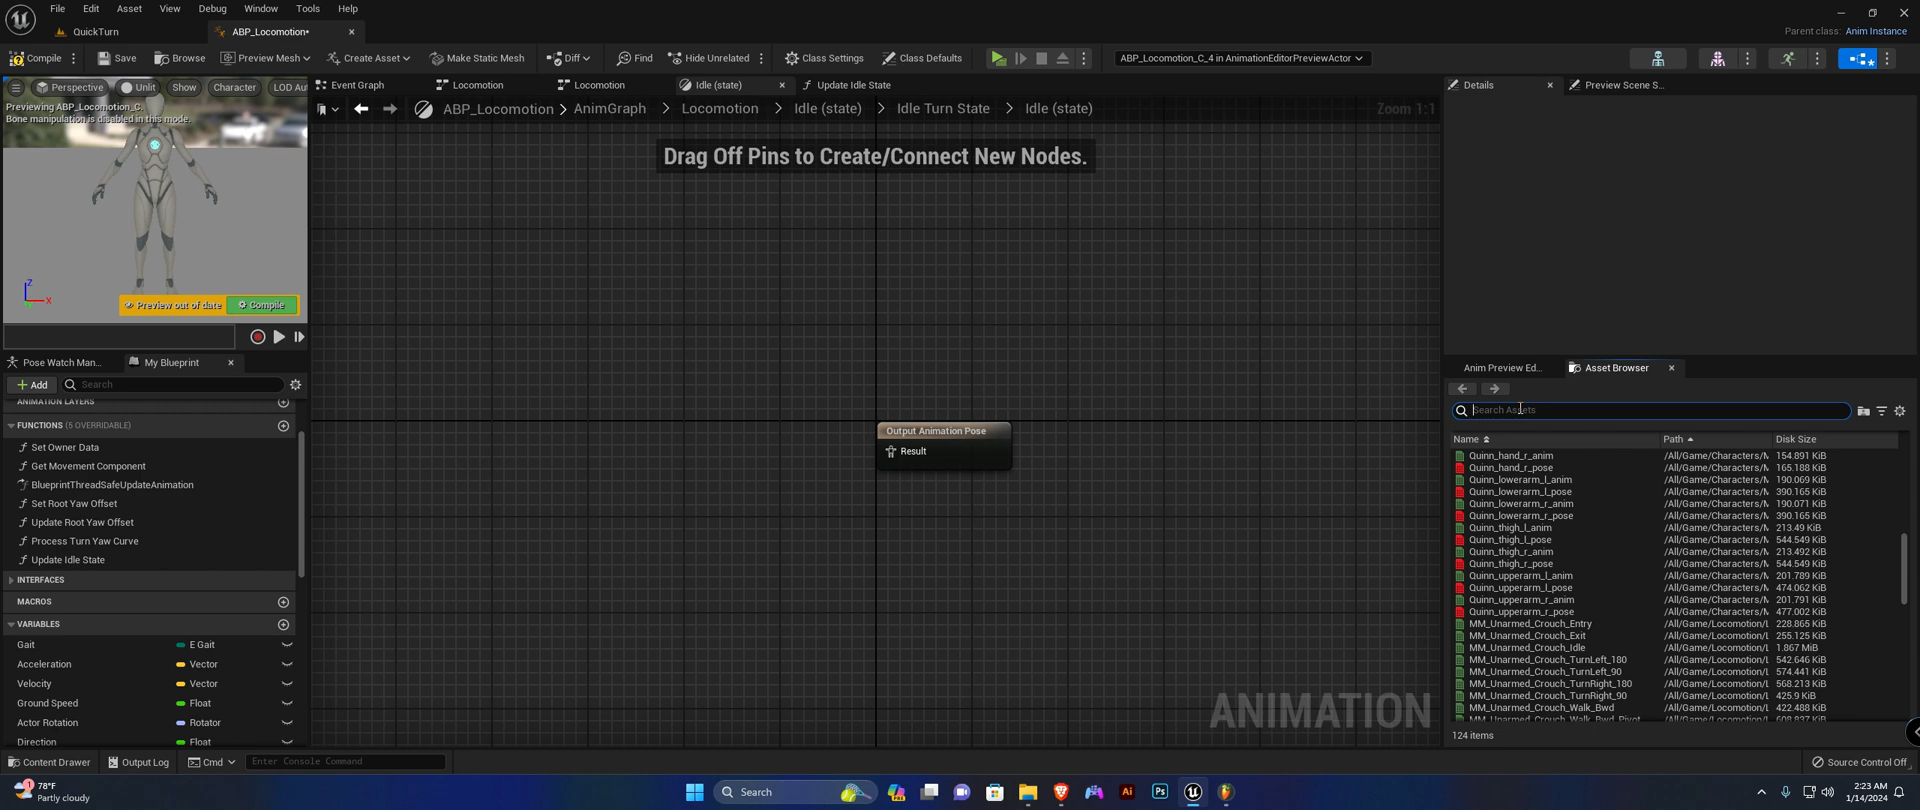 File Edit Asset View Debug Window Tools Help
QuickTurn
ABP_Locomotion•
Parent class: Anim Instance
Compile Save Browse Preview Mesh Create Asset Make Static Mesh Diff Find Hide Unrelated Class Settings Class Defaults ABP_Locomotion_C_4 in AnimationEditorPreviewActor
Perspective Unlit Show Character LOD Aut
Previewing ABP_Locomotion_C.
Bone manipulation is disabled in this mode.
Z
X
Preview out of date Compile
Event Graph Locomotion Locomotion Idle (state) Update Idle State
ABP_Locomotion > AnimGraph > Locomotion > Idle (state) > Idle Turn State > Idle (state)
Zoom 1:1
Drag Off Pins to Create/Connect New Nodes.
Output Animation Pose
Result
ANIMATION
Pose Watch Man... My Blueprint
Add Search
ANIMATION LAYERS
FUNCTIONS (5 OVERRIDABLE)
Set Owner Data
Get Movement Component
BlueprintThreadSafeUpdateAnimation
Set Root Yaw Offset
Update Root Yaw Offset
Process Turn Yaw Curve
Update Idle State
INTERFACES
MACROS
VARIABLES
Gait E Gait
Acceleration Vector
Velocity Vector
Ground Speed Float
Actor Rotation Rotator
Direction Float
Details Preview Scene S...
Anim Preview Ed... Asset Browser
Search Assets
Name Path Disk Size
Quinn_hand_r_anim /All/Game/Characters/M 154.891 KiB
Quinn_hand_r_pose /All/Game/Characters/M 165.188 KiB
Quinn_lowerarm_l_anim /All/Game/Characters/M 190.069 KiB
Quinn_lowerarm_l_pose /All/Game/Characters/M 390.165 KiB
Quinn_lowerarm_r_anim /All/Game/Characters/M 190.071 KiB
Quinn_lowerarm_r_pose /All/Game/Characters/M 390.165 KiB
Quinn_thigh_l_anim /All/Game/Characters/M 213.49 KiB
Quinn_thigh_l_pose /All/Game/Characters/M 544.549 KiB
Quinn_thigh_r_anim /All/Game/Characters/M 213.492 KiB
Quinn_thigh_r_pose /All/Game/Characters/M 544.549 KiB
Quinn_upperarm_l_anim /All/Game/Characters/M 201.789 KiB
Quinn_upperarm_l_pose /All/Game/Characters/M 474.062 KiB
Quinn_upperarm_r_anim /All/Game/Characters/M 201.791 KiB
Quinn_upperarm_r_pose /All/Game/Characters/M 477.002 KiB
MM_Unarmed_Crouch_Entry /All/Game/Locomotion/L 228.865 KiB
MM_Unarmed_Crouch_Exit /All/Game/Locomotion/L 255.125 KiB
MM_Unarmed_Crouch_Idle /All/Game/Locomotion/L 1.867 MiB
MM_Unarmed_Crouch_TurnLeft_180 /All/Game/Locomotion/L 542.646 KiB
MM_Unarmed_Crouch_TurnLeft_90 /All/Game/Locomotion/L 574.441 KiB
MM_Unarmed_Crouch_TurnRight_180 /All/Game/Locomotion/L 568.213 KiB
MM_Unarmed_Crouch_TurnRight_90 /All/Game/Locomotion/L 425.9 KiB
MM_Unarmed_Crouch_Walk_Bwd /All/Game/Locomotion/L 422.488 KiB
MM_Unarmed_Crouch_Walk_Bwd_Pivot /All/Game/Locomotion/L 608.837 KiB
124 items
Content Drawer Output Log Cmd Enter Console Command Source Control Off
78°F
Partly cloudy
Search
Ai Ps
2:23 AM
1/14/2024